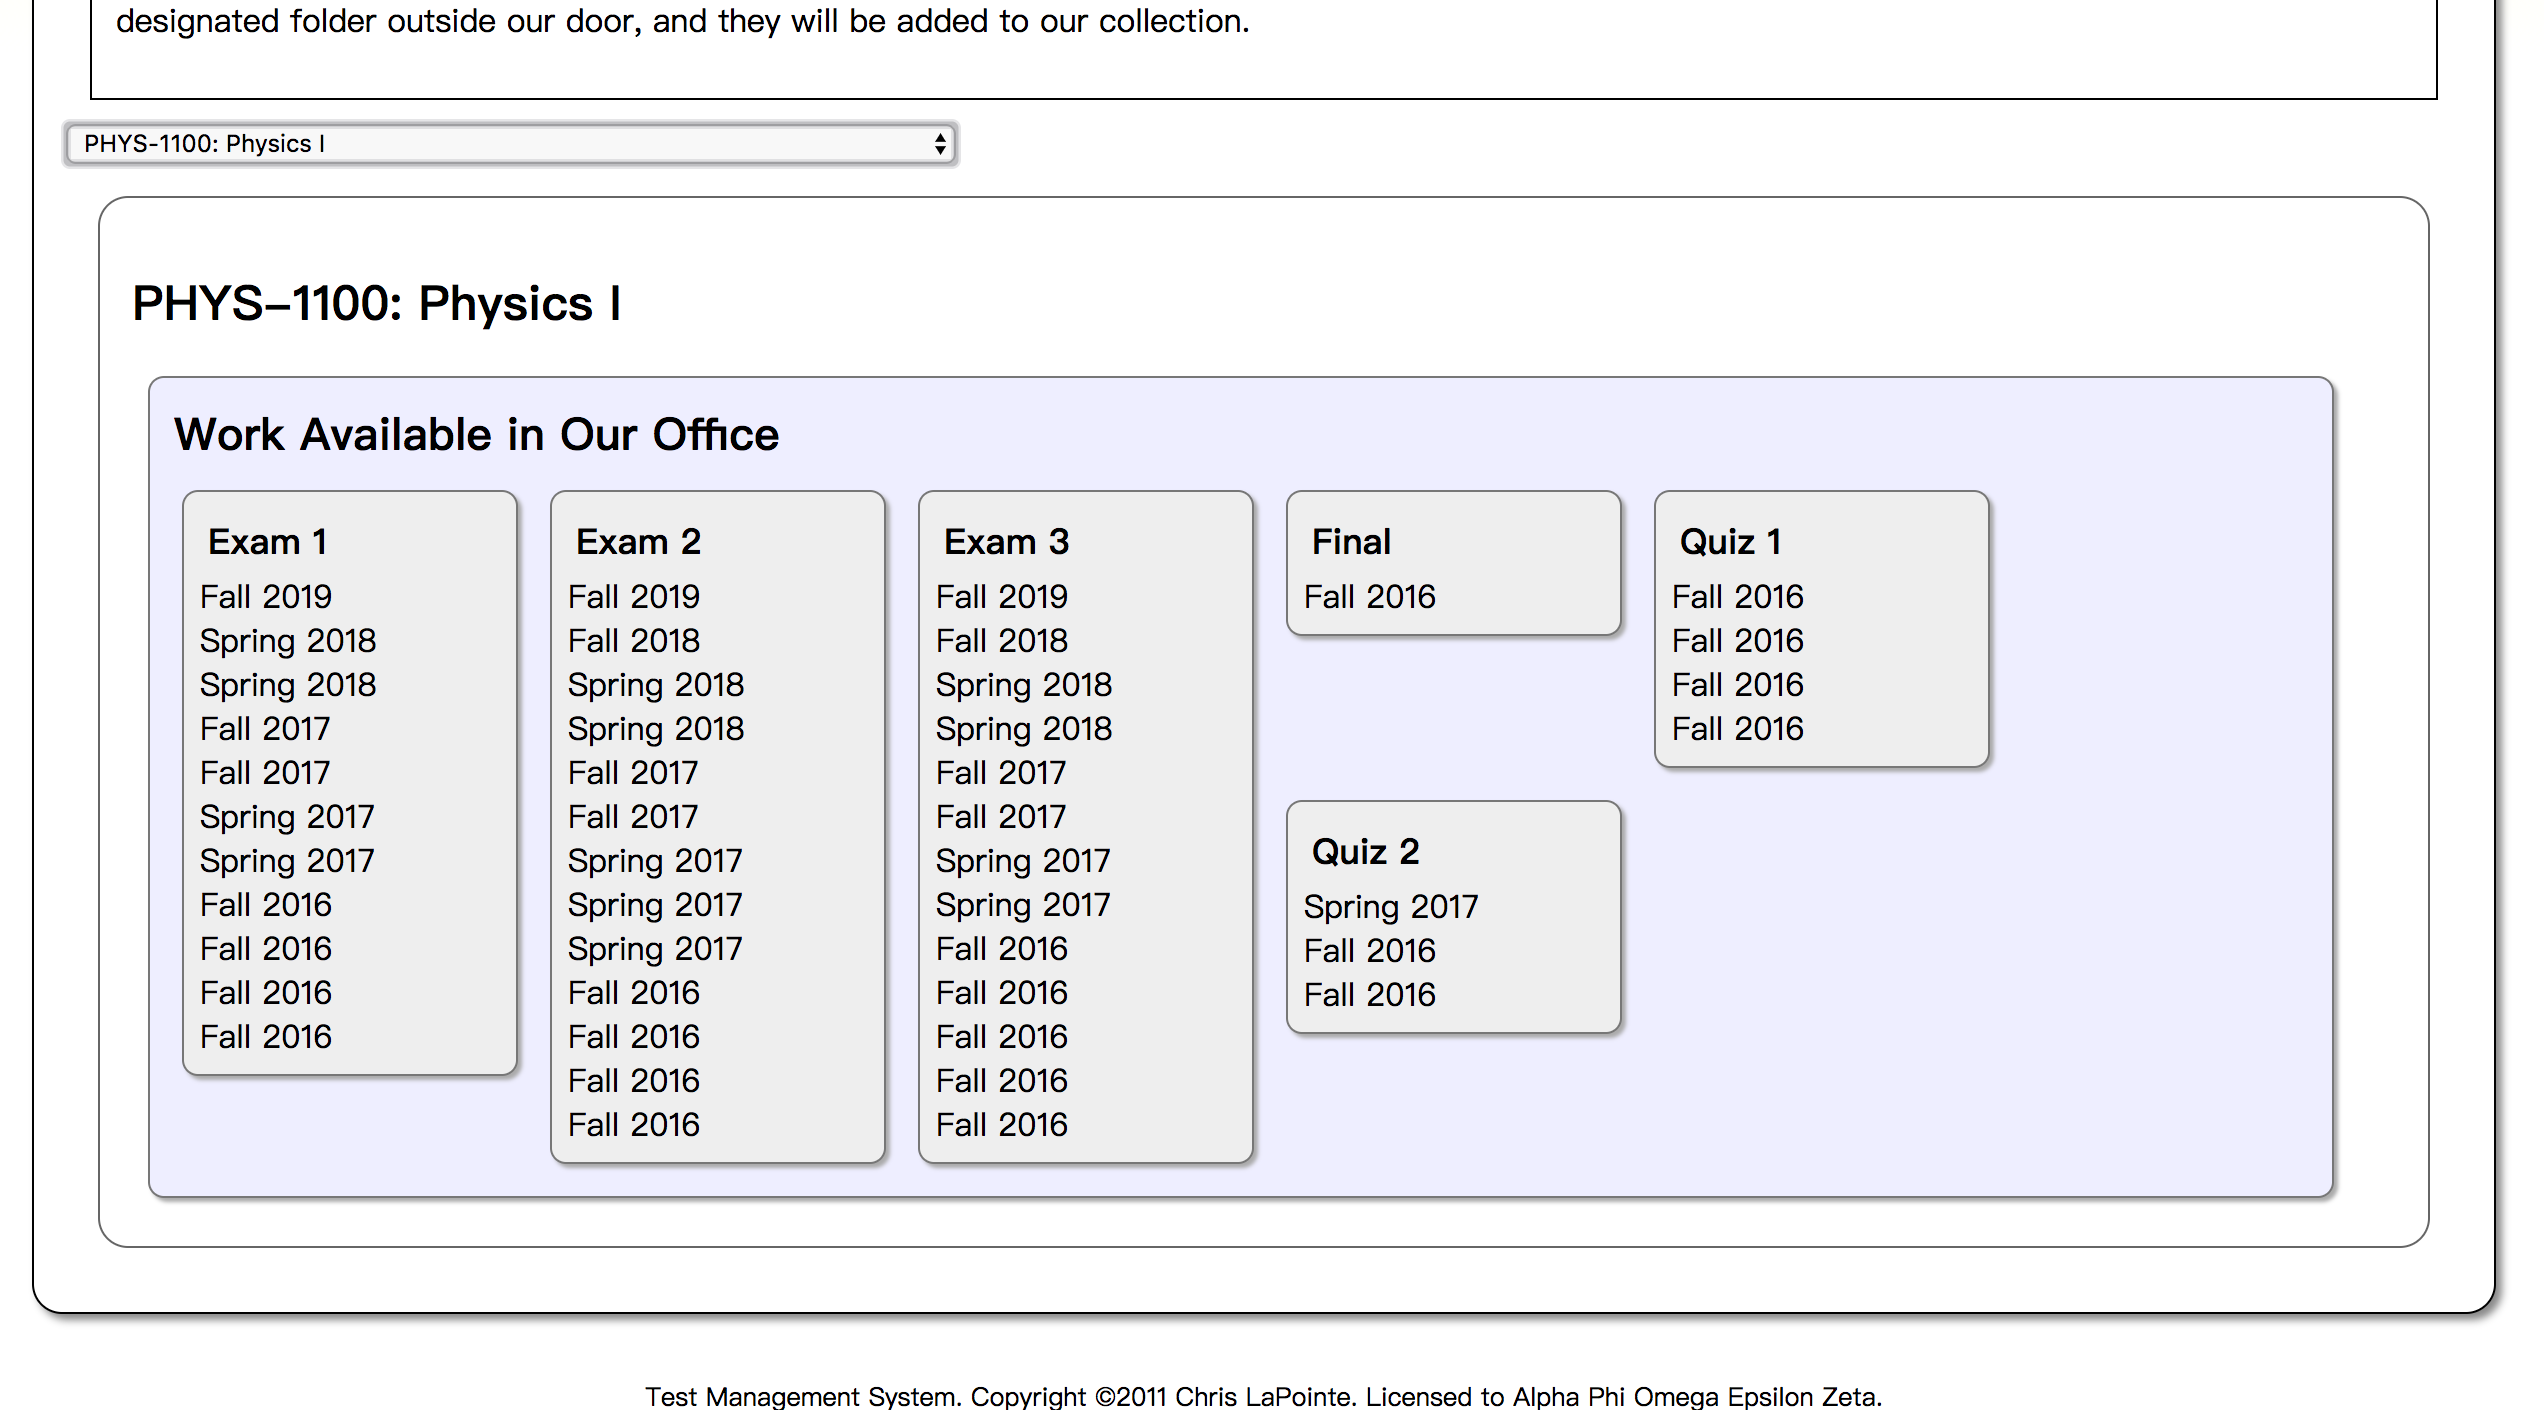 designated folder outside our door, and they will be added to our collection.
PHYS-1100: Physics I
PHYS-1100: Physics I
Work Available in Our Office
Exam 1
Fall 2019
Spring 2018
Spring 2018
Fall 2017
Fall 2017
Spring 2017
Spring 2017
Fall 2016
Fall 2016
Fall 2016
Fall 2016
Exam 2
Fall 2019
Fall 2018
Spring 2018
Spring 2018
Fall 2017
Fall 2017
Spring 2017
Spring 2017
Spring 2017
Fall 2016
Fall 2016
Fall 2016
Fall 2016
Exam 3
Fall 2019
Fall 2018
Spring 2018
Spring 2018
Fall 2017
Fall 2017
Spring 2017
Spring 2017
Fall 2016
Fall 2016
Fall 2016
Fall 2016
Fall 2016
Final
Fall 2016
Quiz 1
Fall 2016
Fall 2016
Fall 2016
Fall 2016
Quiz 2
Spring 2017
Fall 2016
Fall 2016
Test Management System. Copyright ©2011 Chris LaPointe. Licensed to Alpha Phi Omega Epsilon Zeta.